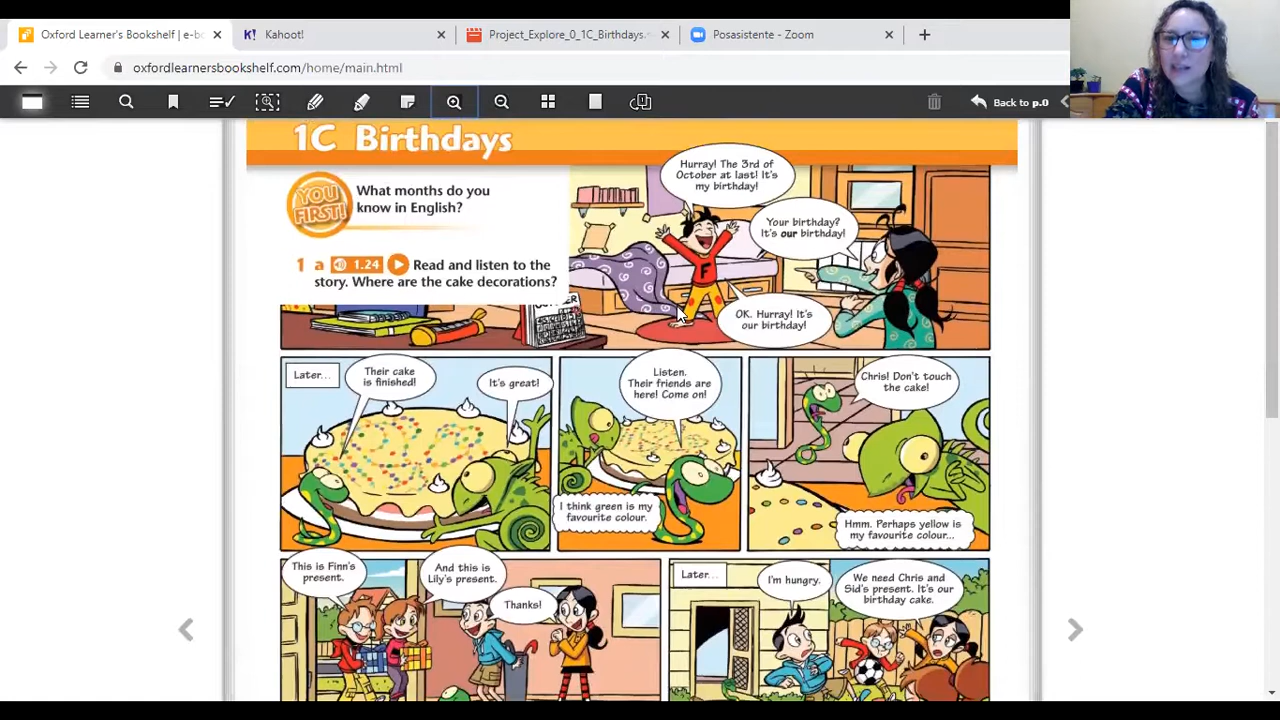 Oxford Learner's Bookshelf | e-bo
Kahoot!
Project_Explore_0_1C_Birthdays.
Posasistente - Zoom
oxfordlearnersbookshelf.com/home/main.html
Back to p.0
1C Birthdays
YOU
FIRST!
What months do you
know in English?
1 a 1.24 Read and listen to the
story. Where are the cake decorations?
Hurray! The 3rd of
October at last! It's
my birthday!
Your birthday?
It's our birthday!
F
OK. Hurray! It's
our birthday!
Later...
Their cake
is finished!
It's great!
Listen.
Their friends are
here! Come on!
I think green is my
favourite colour.
Chris! Don't touch
the cake!
Hmm. Perhaps yellow is
my favourite colour...
This is Finn's
present.
And this is
Lily's present.
Thanks!
Later...
I'm hungry.
We need Chris and
Sid's present. It's our
birthday cake.